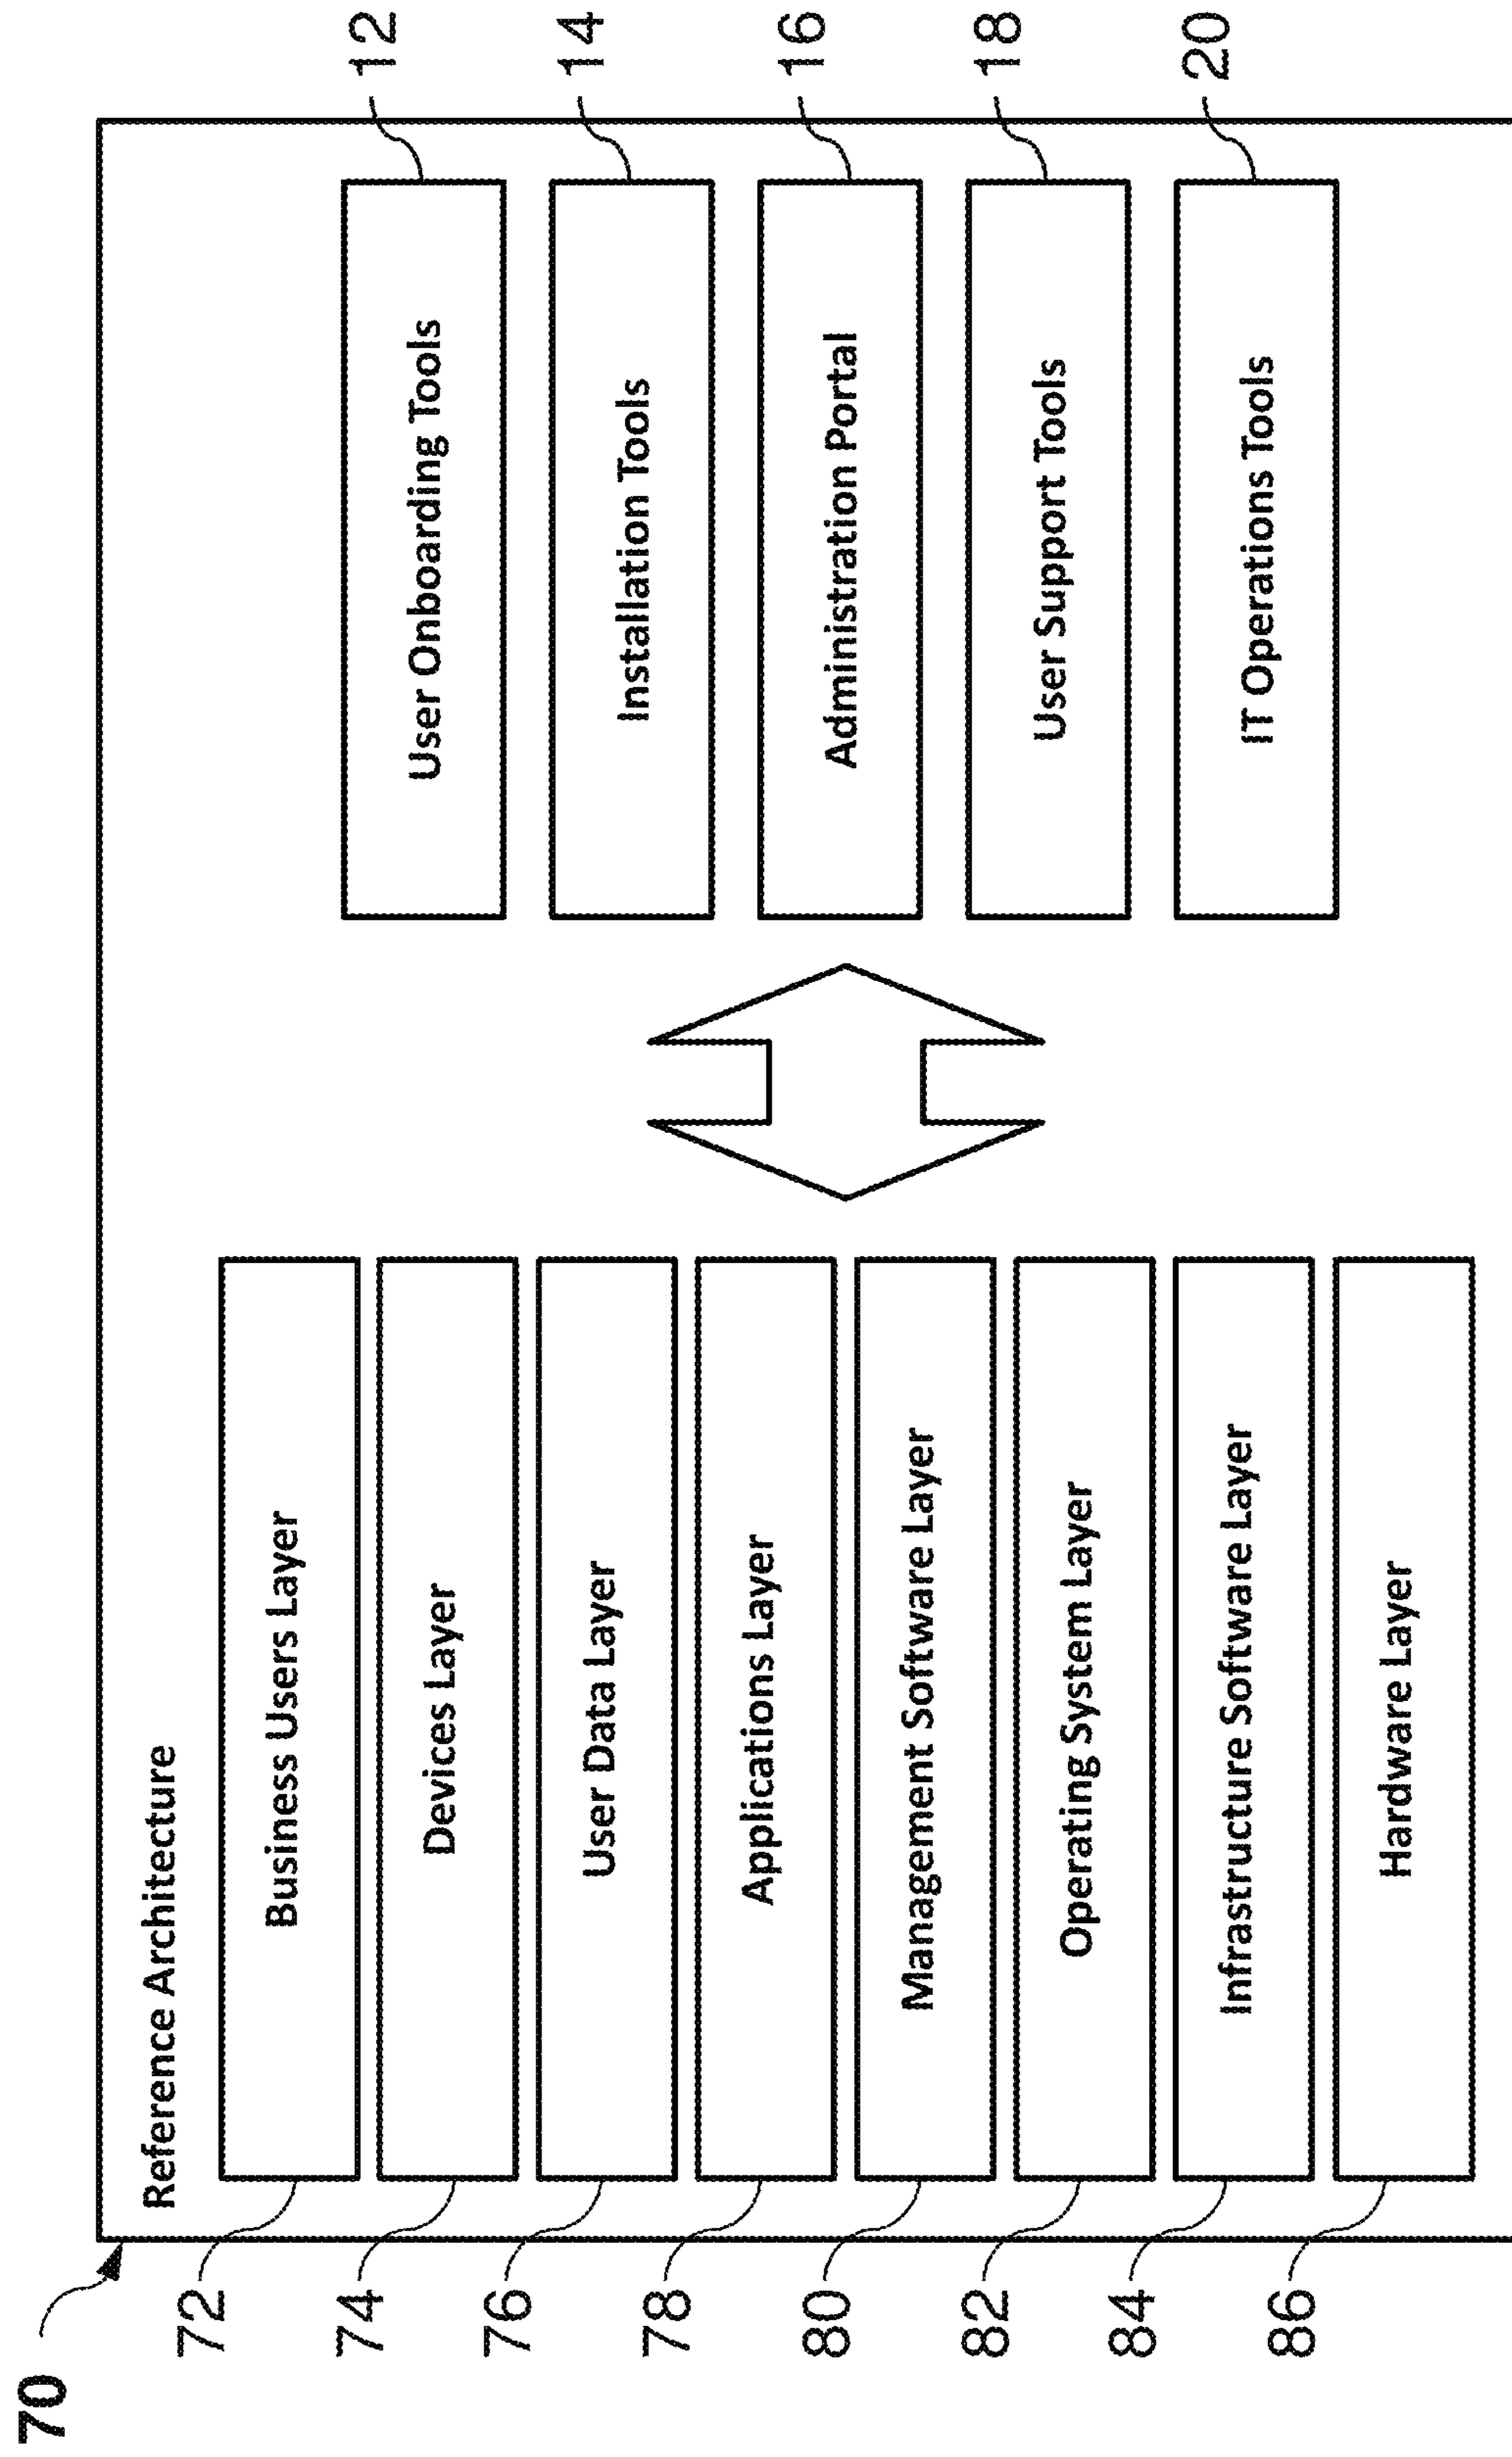 70
Reference Architecture
72
Business Users Layer
74
Devices Layer
76
User Data Layer
78
Applications Layer
80
Management Software Layer
82
Operating System Layer
84
Infrastructure Software Layer
86
Hardware Layer
User Onboarding Tools
12
Installation Tools
14
Administration Portal
16
User Support Tools
18
IT Operations Tools
20